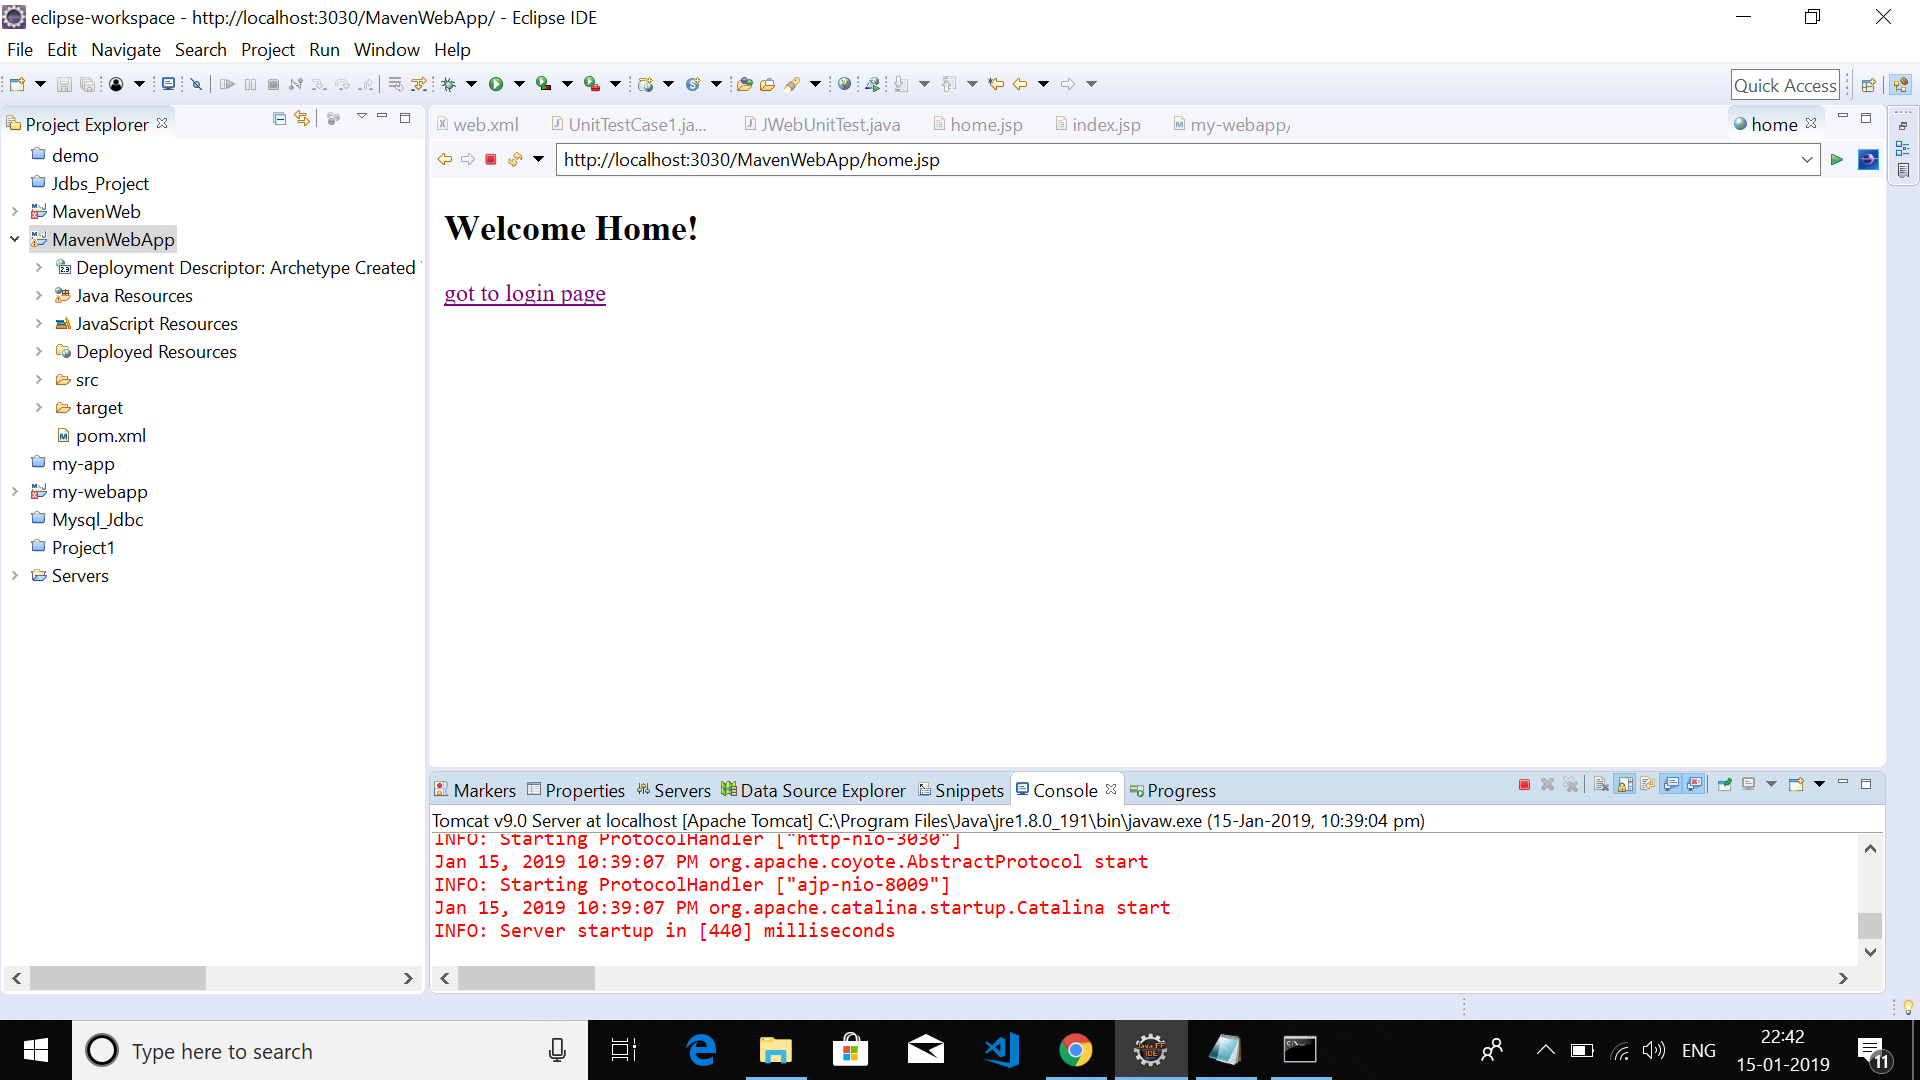 eclipse-workspace - http://localhost:3030/MavenWebApp/ - Eclipse IDE
File Edit Navigate Search Project Run Window Help
Quick Access
Project Explorer
demo
Jdbs_Project
MavenWeb
MavenWebApp
Deployment Descriptor: Archetype Created
Java Resources
JavaScript Resources
Deployed Resources
src
target
pom.xml
my-app
my-webapp
Mysql_Jdbc
Project1
Servers
web.xml UnitTestCase1.ja... JWebUnitTest.java home.jsp index.jsp my-webapp/ home
http://localhost:3030/MavenWebApp/home.jsp
Welcome Home!
got to login page
Markers Properties Servers Data Source Explorer Snippets Console Progress
Tomcat v9.0 Server at localhost [Apache Tomcat] C:\Program Files\Java\jre1.8.0_191\bin\javaw.exe (15-Jan-2019, 10:39:04 pm)
INFO: Starting ProtocolHandler ["http-nio-3030"]
Jan 15, 2019 10:39:07 PM org.apache.coyote.AbstractProtocol start
INFO: Starting ProtocolHandler ["ajp-nio-8009"]
Jan 15, 2019 10:39:07 PM org.apache.catalina.startup.Catalina start
INFO: Server startup in [440] milliseconds
Type here to search
ENG
22:42
15-01-2019
11